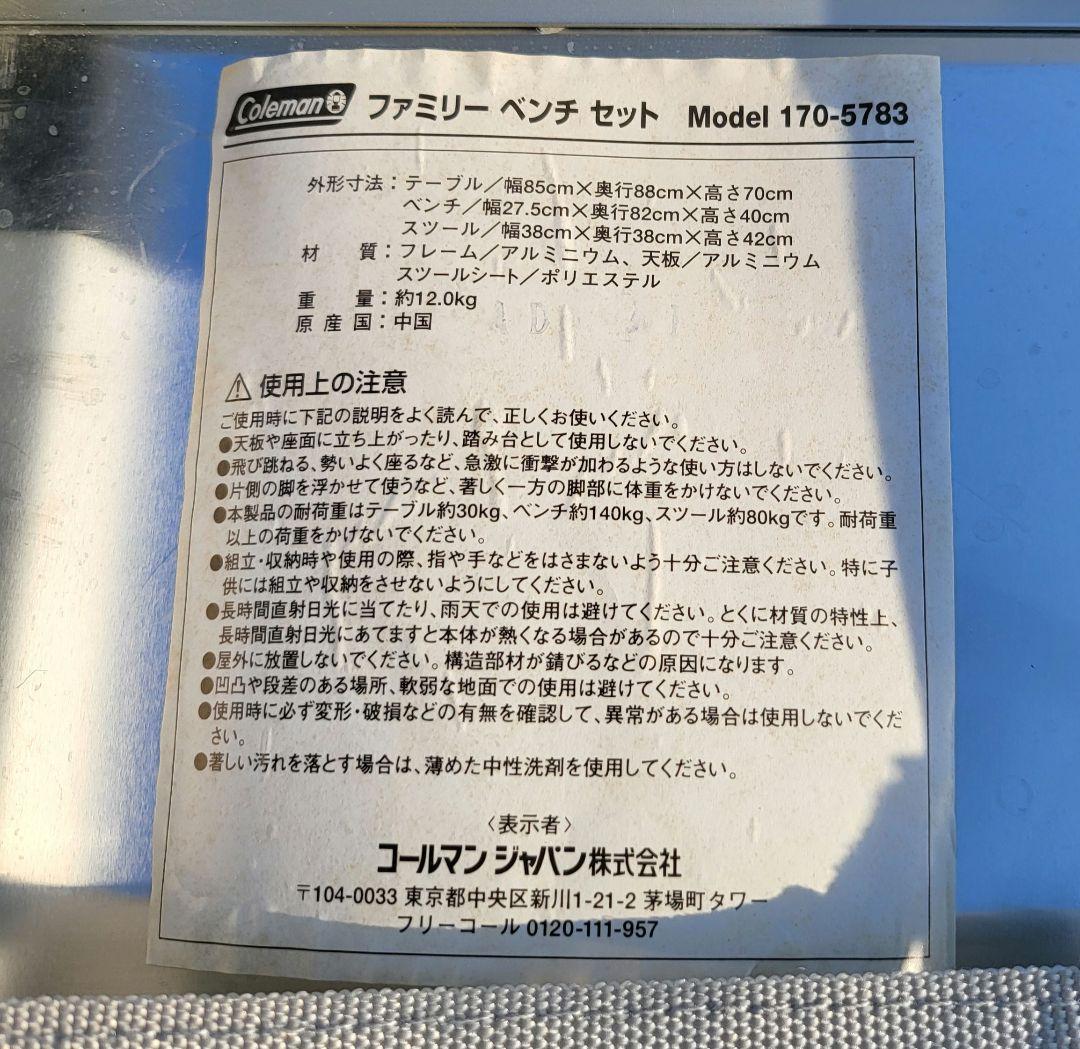 Coleman ファミリー ベンチ セット Model 170-5783
外形寸法：テーブル／幅85cm×奥行88cm×高さ70cm
ベンチ／幅27.5cm×奥行82cm×高さ40cm
スツール／幅38cm×奥行38cm×高さ42cm
材 質：フレーム／アルミニウム、天板／アルミニウム
スツールシート／ポリエステル
重 量：約12.0kg
原産国：中国
使用上の注意
ご使用時に下記の説明をよく読んで、正しくお使いください。
●天板や座面に立ち上がったり、踏み台として使用しないでください。
●飛び跳ねる、勢いよく座るなど、急激に衝撃が加わるような使い方はしないでください。
●片側の脚を浮かせて使うなど、著しく一方の脚部に体重をかけないでください。
●本製品の耐荷重はテーブル約30kg、ベンチ約140kg、スツール約80kgです。耐荷重
以上の荷重をかけないでください。
●組立・収納時や使用の際、指や手などをはさまないよう十分ご注意ください。特に子
供には組立や収納をさせないようにしてください。
●長時間直射日光に当てたり、雨天での使用は避けてください。とくに材質の特性上、
長時間直射日光にあてますと本体が熱くなる場合があるので十分ご注意ください。
●屋外に放置しないでください。構造部材が錆びるなどの原因になります。
●凹凸や段差のある場所、軟弱な地面での使用は避けてください。
●使用時に必ず変形・破損などの有無を確認して、異常がある場合は使用しないでくだ
さい。
●著しい汚れを落とす場合は、薄めた中性洗剤を使用してください。
〈表示者〉
コールマン ジャパン株式会社
〒104-0033 東京都中央区新川1-21-2 茅場町タワー
フリーコール 0120-111-957